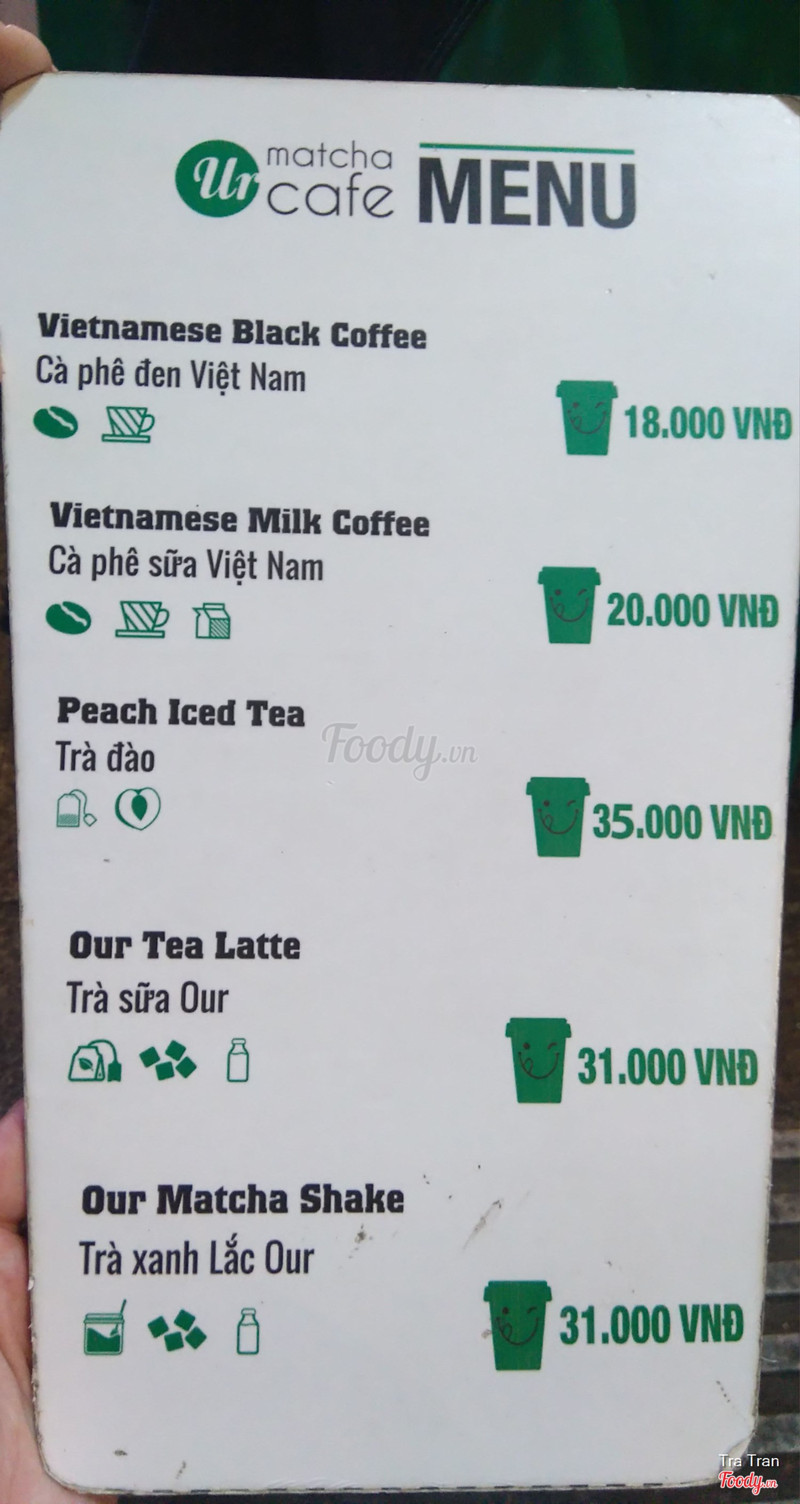 Ur matcha cafe MENU
Vietnamese Black Coffee
Cà phê đen Việt Nam
18.000 VNĐ
Vietnamese Milk Coffee
Cà phê sữa Việt Nam
20.000 VNĐ
Peach Iced Tea
Trà đào
Foody.vn
35.000 VNĐ
Our Tea Latte
Trà sữa Our
31.000 VNĐ
Our Matcha Shake
Trà xanh Lắc Our
31.000 VNĐ
Tra Tran
Foody.vn